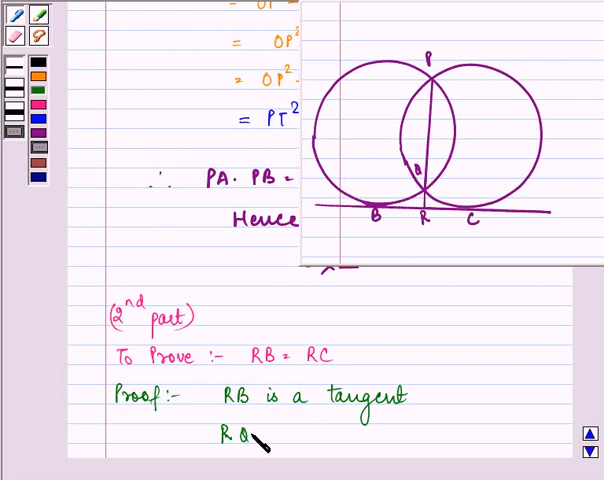 = OP²
= OP² -
= PT²
∴ PA. PB =
Hence
P
Q
B R C
(2nd part)
To Prove :- RB = RC
Proof :- RB is a tangent
RQ